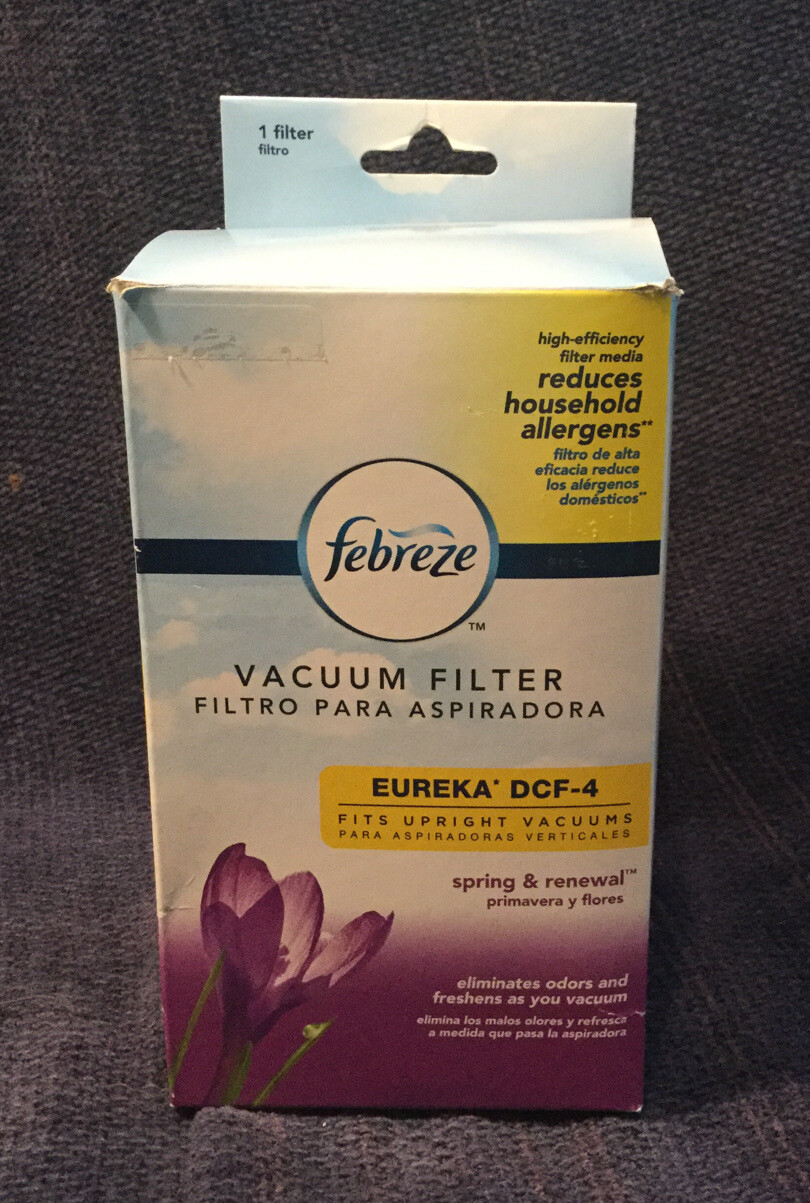 1 filter
filtro
high-efficiency
filter media
reduces
household
allergens**
filtro de alta
eficacia reduce
los alérgenos
domésticos**
febreze
TM
VACUUM FILTER
FILTRO PARA ASPIRADORA
EUREKA* DCF-4
FITS UPRIGHT VACUUMS
PARA ASPIRADORAS VERTICALES
spring & renewal™
primavera y flores
eliminates odors and
freshens as you vacuum
elimina los malos olores y refresca
a medida que pasa la aspiradora